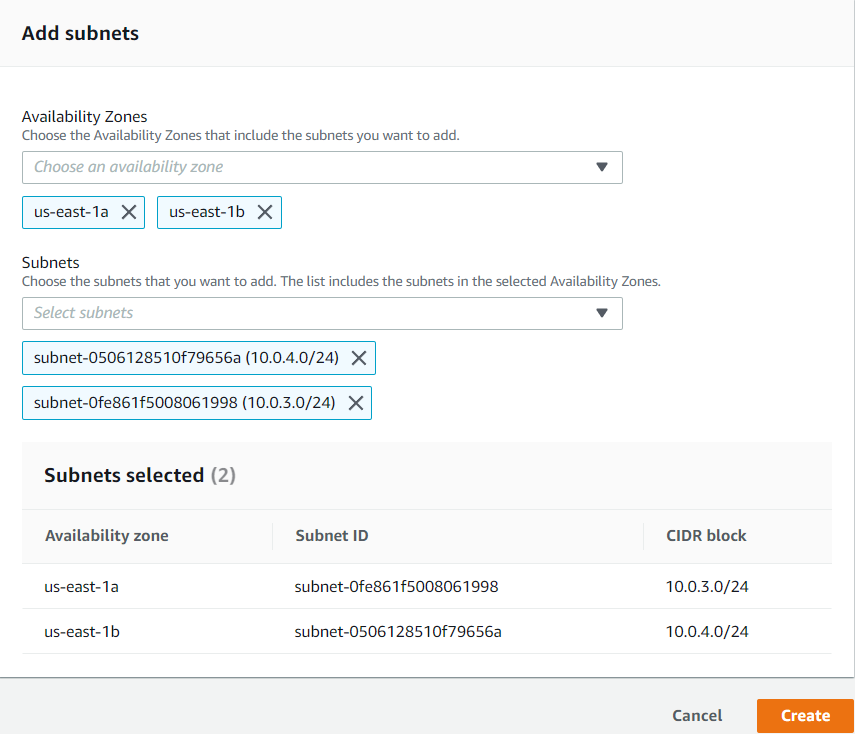 Add subnets
Availability Zones
Choose the Availability Zones that include the subnets you want to add.
Choose an availability zone
us-east-1a us-east-1b
Subnets
Choose the subnets that you want to add. The list includes the subnets in the selected Availability Zones.
Select subnets
subnet-0506128510f79656a (10.0.4.0/24)
subnet-0fe861f5008061998 (10.0.3.0/24)
Subnets selected (2)
Availability zone Subnet ID CIDR block
us-east-1a subnet-0fe861f5008061998 10.0.3.0/24
us-east-1b subnet-0506128510f79656a 10.0.4.0/24
Cancel Create